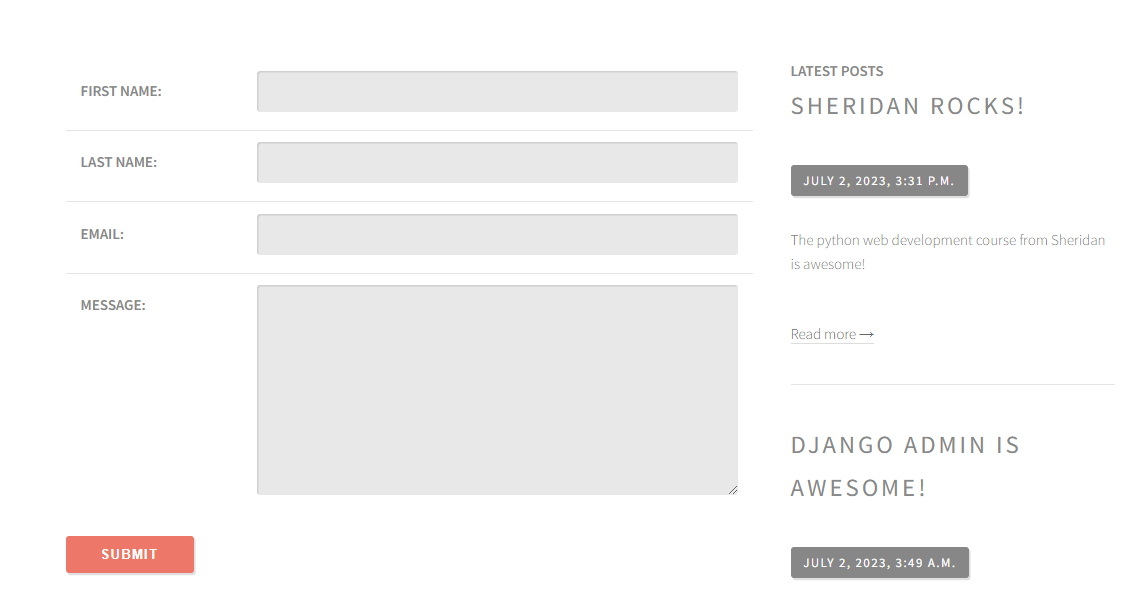 FIRST NAME:
LAST NAME:
EMAIL:
MESSAGE:
SUBMIT
LATEST POSTS
SHERIDAN ROCKS!
JULY 2, 2023, 3:31 P.M.
The python web development course from Sheridan
is awesome!
Read more →
DJANGO ADMIN IS
AWESOME!
JULY 2, 2023, 3:49 A.M.